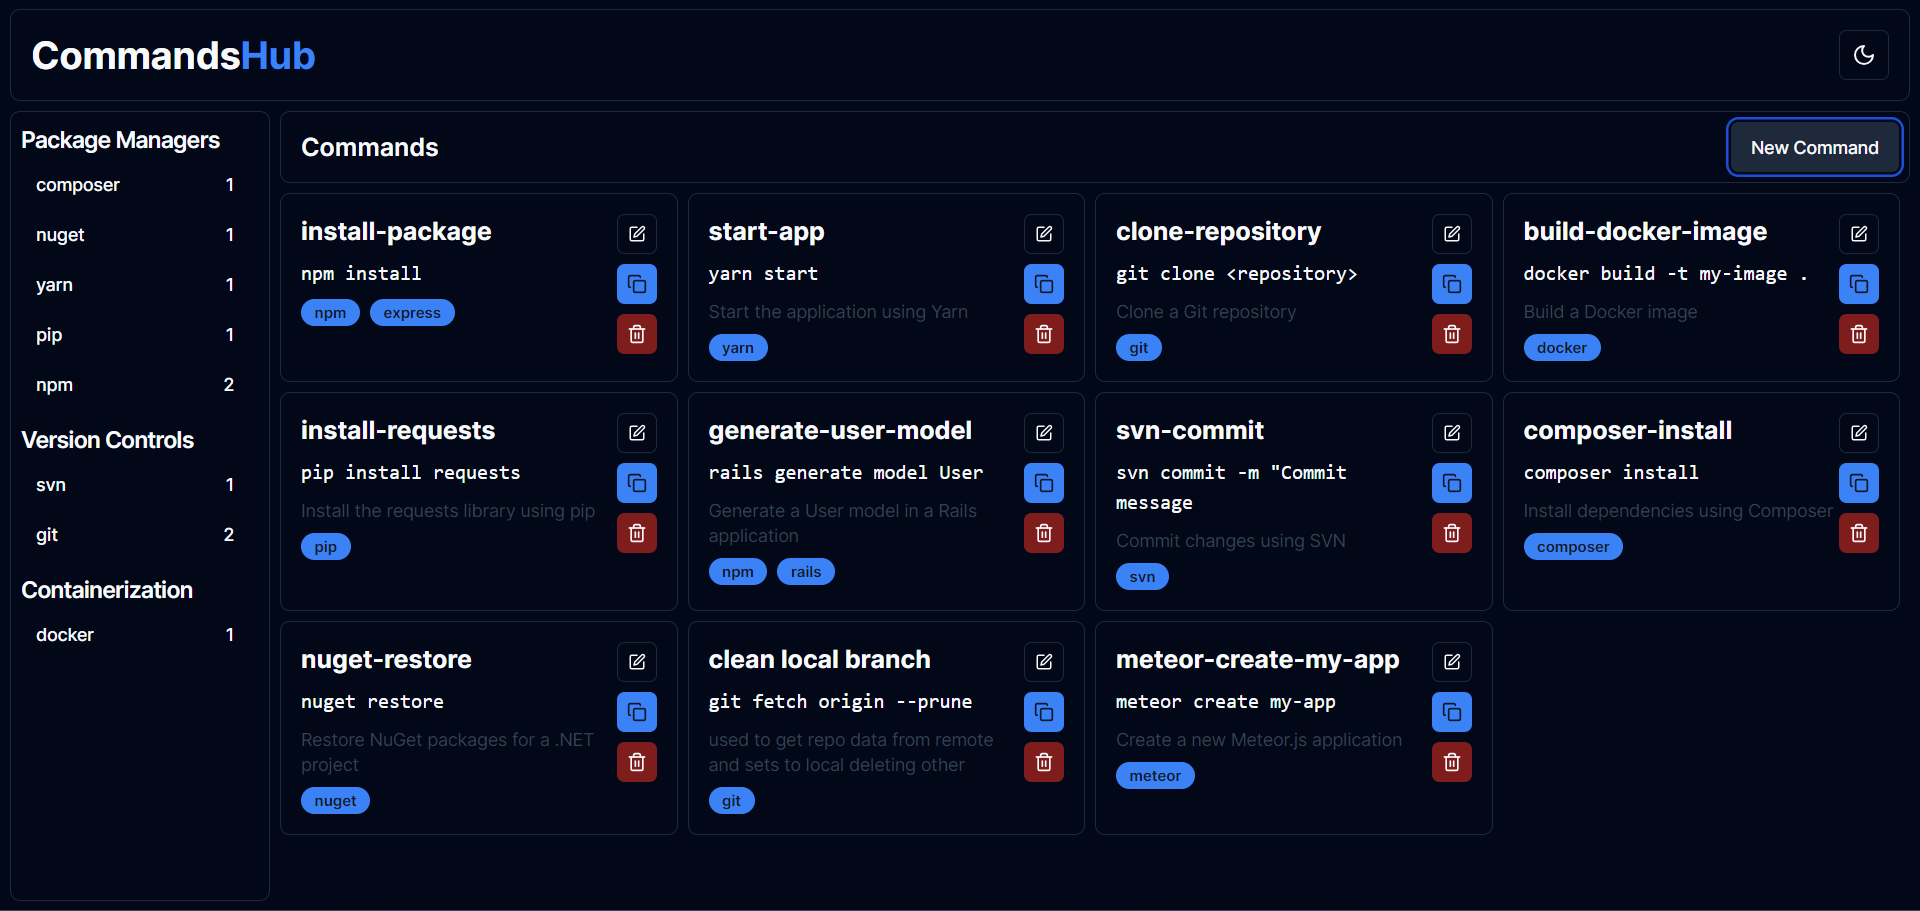 CommandsHub
Package Managers
composer 1
nuget 1
yarn 1
pip 1
npm 2
Version Controls
svn 1
git 2
Containerization
docker 1
Commands
New Command
install-package
npm install
npm express
start-app
yarn start
Start the application using Yarn
yarn
clone-repository
git clone <repository>
Clone a Git repository
git
build-docker-image
docker build -t my-image .
Build a Docker image
docker
install-requests
pip install requests
Install the requests library using pip
pip
generate-user-model
rails generate model User
Generate a User model in a Rails
application
npm rails
svn-commit
svn commit -m "Commit
message
Commit changes using SVN
svn
composer-install
composer install
Install dependencies using Composer
composer
nuget-restore
nuget restore
Restore NuGet packages for a .NET
project
nuget
clean local branch
git fetch origin --prune
used to get repo data from remote
and sets to local deleting other
git
meteor-create-my-app
meteor create my-app
Create a new Meteor.js application
meteor